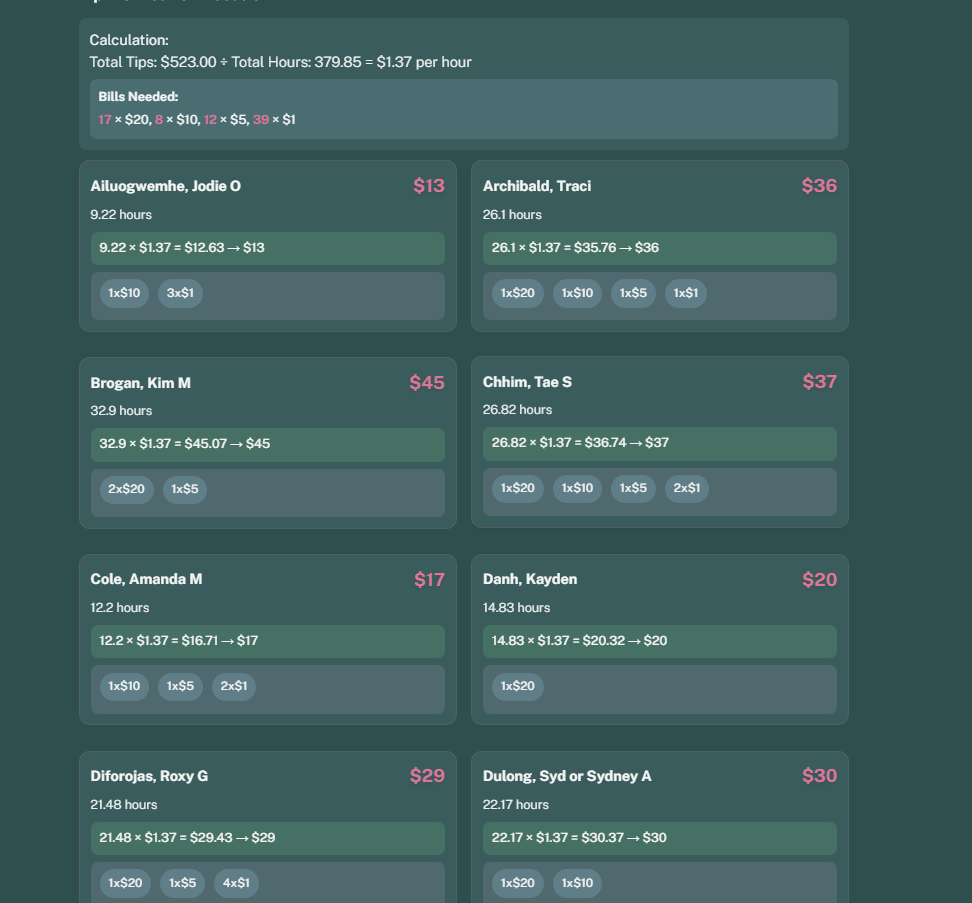 Calculation:
Total Tips: $523.00 ÷ Total Hours: 379.85 = $1.37 per hour
Bills Needed:
17 × $20, 8 × $10, 12 × $5, 39 × $1
Ailuogwemhe, Jodie O $13
9.22 hours
9.22 × $1.37 = $12.63 → $13
1x$10 3x$1
Archibald, Traci $36
26.1 hours
26.1 × $1.37 = $35.76 → $36
1x$20 1x$10 1x$5 1x$1
Brogan, Kim M $45
32.9 hours
32.9 × $1.37 = $45.07 → $45
2x$20 1x$5
Chhim, Tae S $37
26.82 hours
26.82 × $1.37 = $36.74 → $37
1x$20 1x$10 1x$5 2x$1
Cole, Amanda M $17
12.2 hours
12.2 × $1.37 = $16.71 → $17
1x$10 1x$5 2x$1
Danh, Kayden $20
14.83 hours
14.83 × $1.37 = $20.32 → $20
1x$20
Diforojas, Roxy G $29
21.48 hours
21.48 × $1.37 = $29.43 → $29
1x$20 1x$5 4x$1
Dulong, Syd or Sydney A $30
22.17 hours
22.17 × $1.37 = $30.37 → $30
1x$20 1x$10